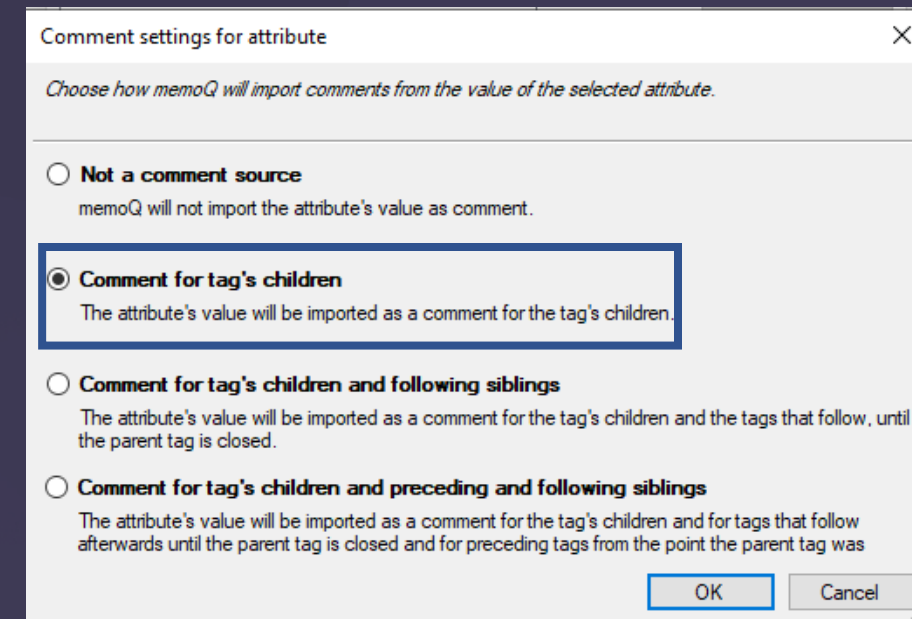 Comment settings for attribute
Choose how memoQ will import comments from the value of the selected attribute.
Not a comment source
memoQ will not import the attribute's value as comment.
Comment for tag's children
The attribute's value will be imported as a comment for the tag's children.
Comment for tag's children and following siblings
The attribute's value will be imported as a comment for the tag's children and the tags that follow, until
the parent tag is closed.
Comment for tag's children and preceding and following siblings
The attribute's value will be imported as a comment for the tag's children and for tags that follow
afterwards until the parent tag is closed and for preceding tags from the point the parent tag was
OK Cancel